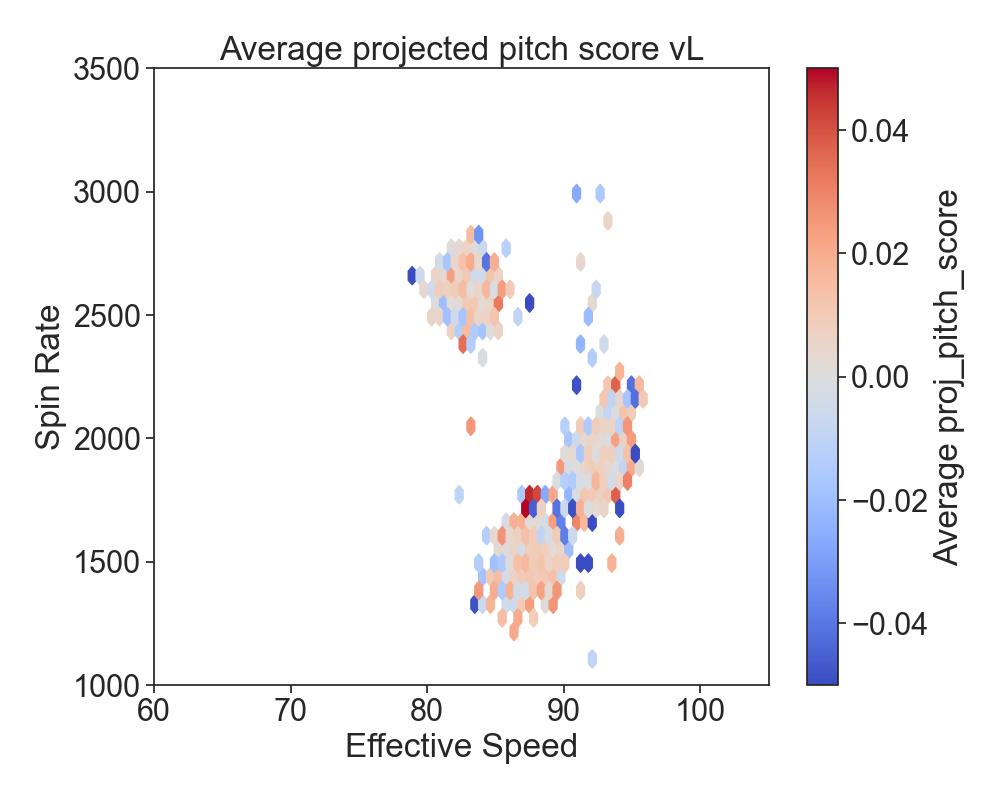 Average projected pitch score vL
3500
3000
2500
2000
1500
1000
Spin Rate
60 70 80 90 100
Effective Speed
0.04
0.02
0.00
−0.02
−0.04
Average proj_pitch_score